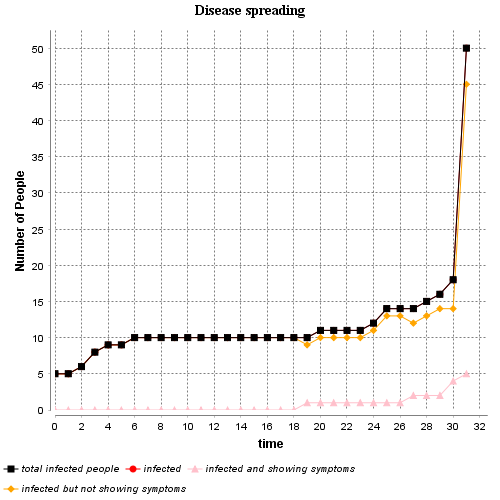 Disease spreading
50
45
40
35
30
25
20
15
10
5
0
Number of People
0 2 4 6 8 10 12 14 16 18 20 22 24 26 28 30 32
time
total infected people infected infected and showing symptoms
infected but not showing symptoms